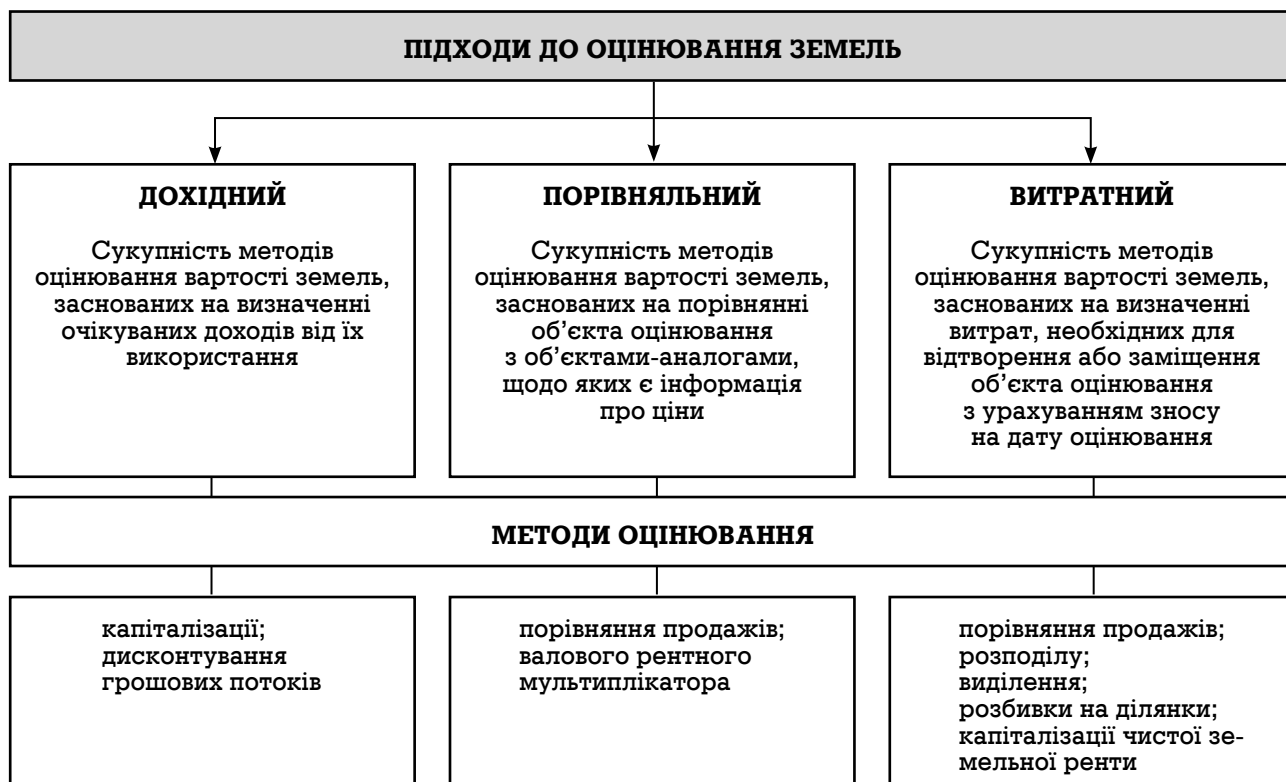 ПІДХОДИ ДО ОЦІНЮВАННЯ ЗЕМЕЛЬ
ДОХІДНИЙ
Сукупність методів
оцінювання вартості земель,
заснованих на визначенні
очікуваних доходів від їх
використання
ПОРІВНЯЛЬНИЙ
Сукупність методів
оцінювання вартості земель,
заснованих на порівнянні
об’єкта оцінювання
з об’єктами-аналогами,
щодо яких є інформація
про ціни
ВИТРАТНИЙ
Сукупність методів
оцінювання вартості земель,
заснованих на визначенні
витрат, необхідних для
відтворення або заміщення
об’єкта оцінювання
з урахуванням зносу
на дату оцінювання
МЕТОДИ ОЦІНЮВАННЯ
капіталізації;
дисконтування
грошових потоків
порівняння продажів;
валового рентного
мультиплікатора
порівняння продажів;
розподілу;
виділення;
розбивки на ділянки;
капіталізації чистої зе-
мельної ренти